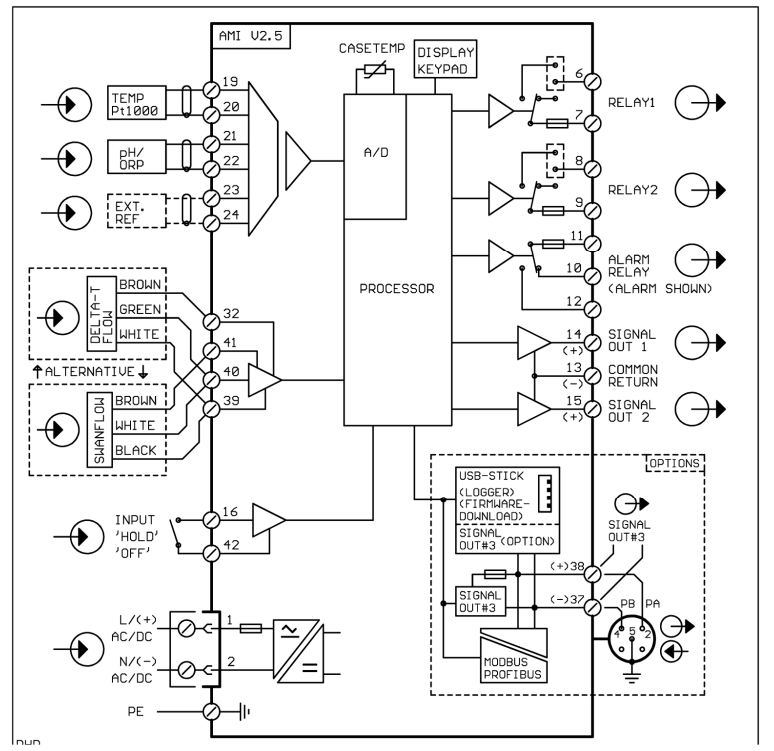 AMI V2.5
CASETEMP
DISPLAY
KEYPAD
A/D
PROCESSOR
TEMP
Pt1000
19
20
pH/
ORP
21
22
EXT.
REF
23
24
DELTA-T
FLOW
BROWN
GREEN
WHITE
32
41
40
39
↑ALTERNATIVE↓
SWANFLOW
BROWN
WHITE
BLACK
INPUT
'HOLD'
'OFF'
16
42
L/(+)
AC/DC
1
N/(-)
AC/DC
2
PE
6
RELAY1
7
8
RELAY2
9
11
10
ALARM
RELAY
(ALARM SHOWN)
12
14
(+)
SIGNAL
OUT 1
13
(-)
COMMON
RETURN
15
(+)
SIGNAL
OUT 2
OPTIONS
USB-STICK
(LOGGER)
(FIRMWARE-
DOWNLOAD)
SIGNAL
OUT#3 (OPTION)
SIGNAL
OUT#3
(+)38
(-)37
SIGNAL
OUT#3
PB PA
4 5 2
MODBUS
PROFIBUS